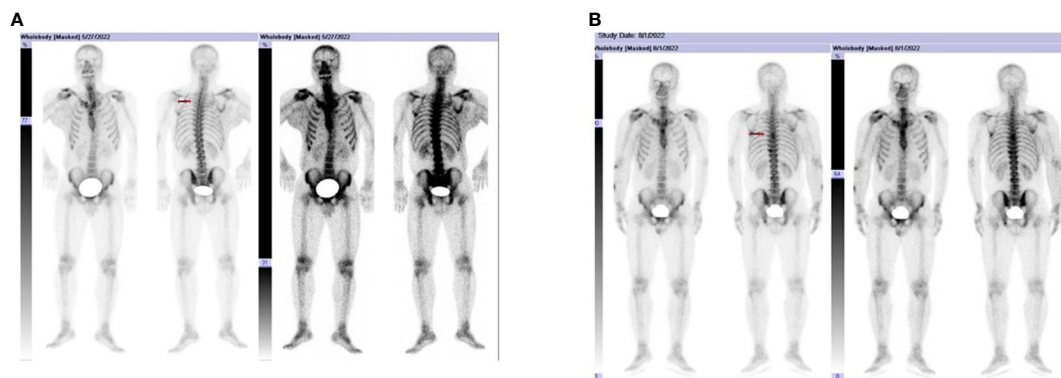 A
B
Wholebody [Masked] 5/27/2022
Wholebody [Masked] 5/27/2022
%
%
77
31
Study Date: 8/1/2022
Wholebody [Masked] 8/1/2022
Wholebody [Masked] 8/1/2022
%
64